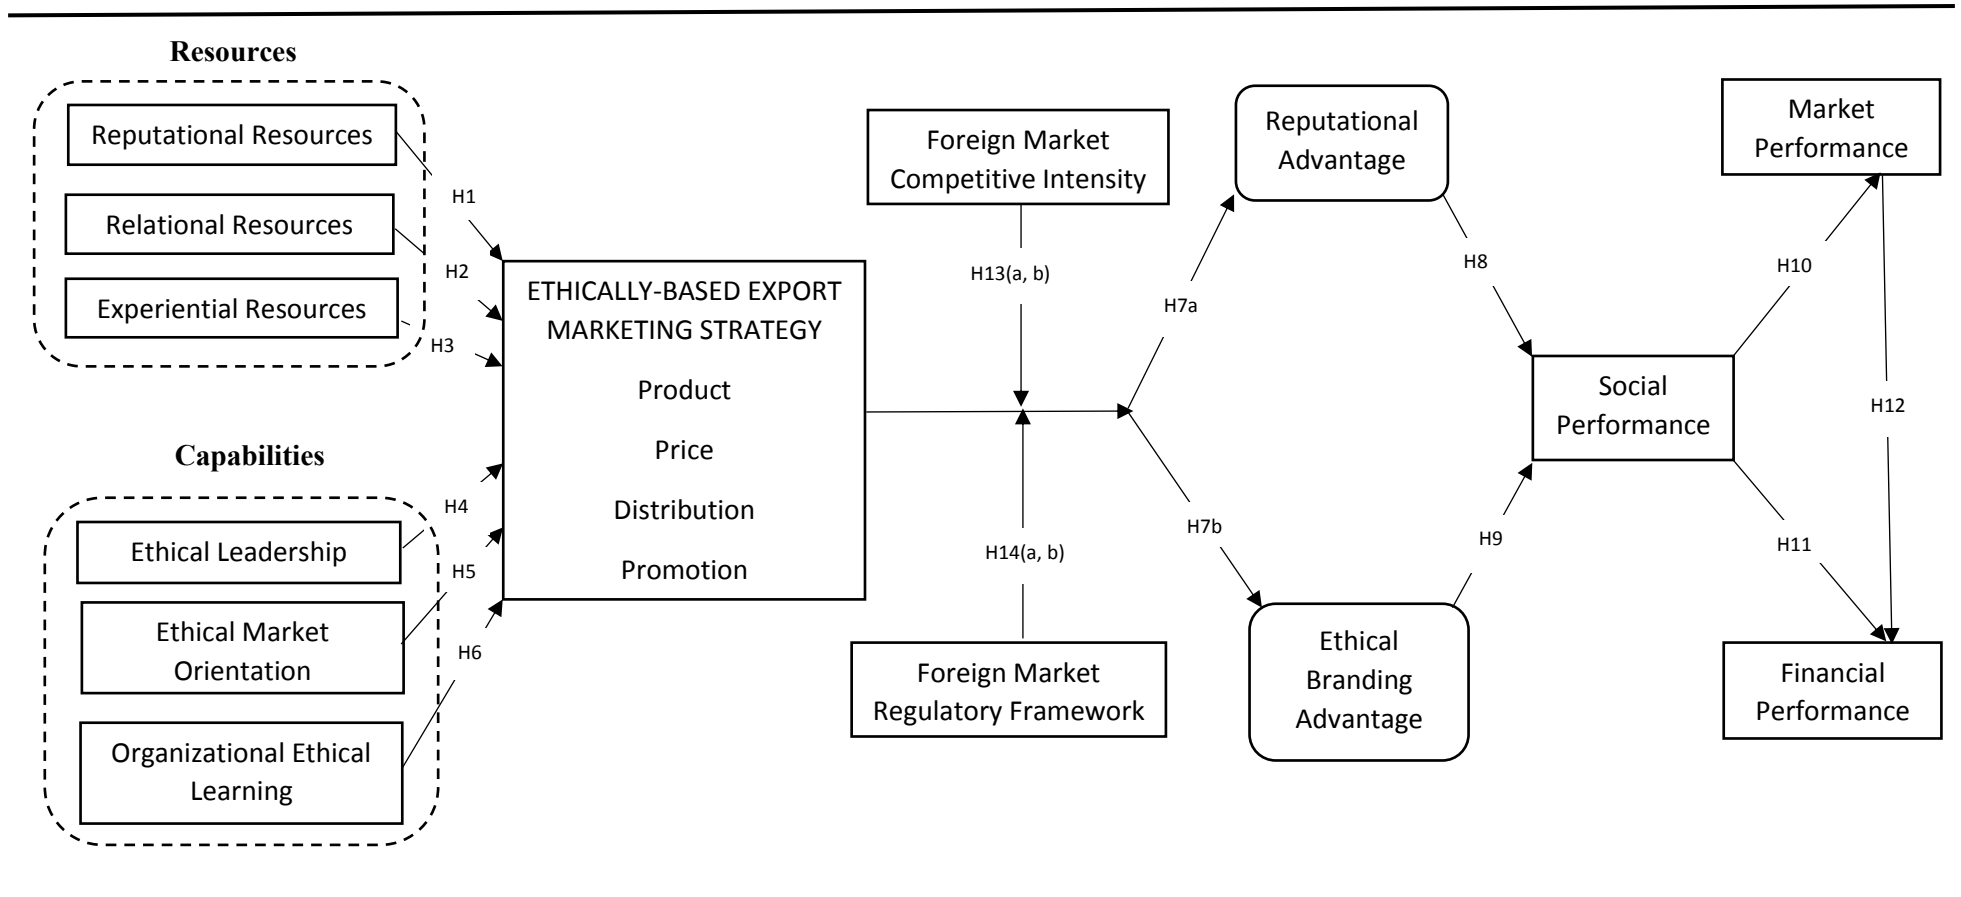 Resources
Reputational Resources
Relational Resources
Experiential Resources
H1
H2
H3
Capabilities
Ethical Leadership
Ethical Market
Orientation
Organizational Ethical
Learning
H4
H5
H6
ETHICALLY-BASED EXPORT
MARKETING STRATEGY
Product
Price
Distribution
Promotion
Foreign Market
Competitive Intensity
H13(a, b)
H14(a, b)
Foreign Market
Regulatory Framework
H7a
H7b
Reputational
Advantage
Ethical
Branding
Advantage
H8
H9
Social
Performance
H10
H11
Market
Performance
H12
Financial
Performance